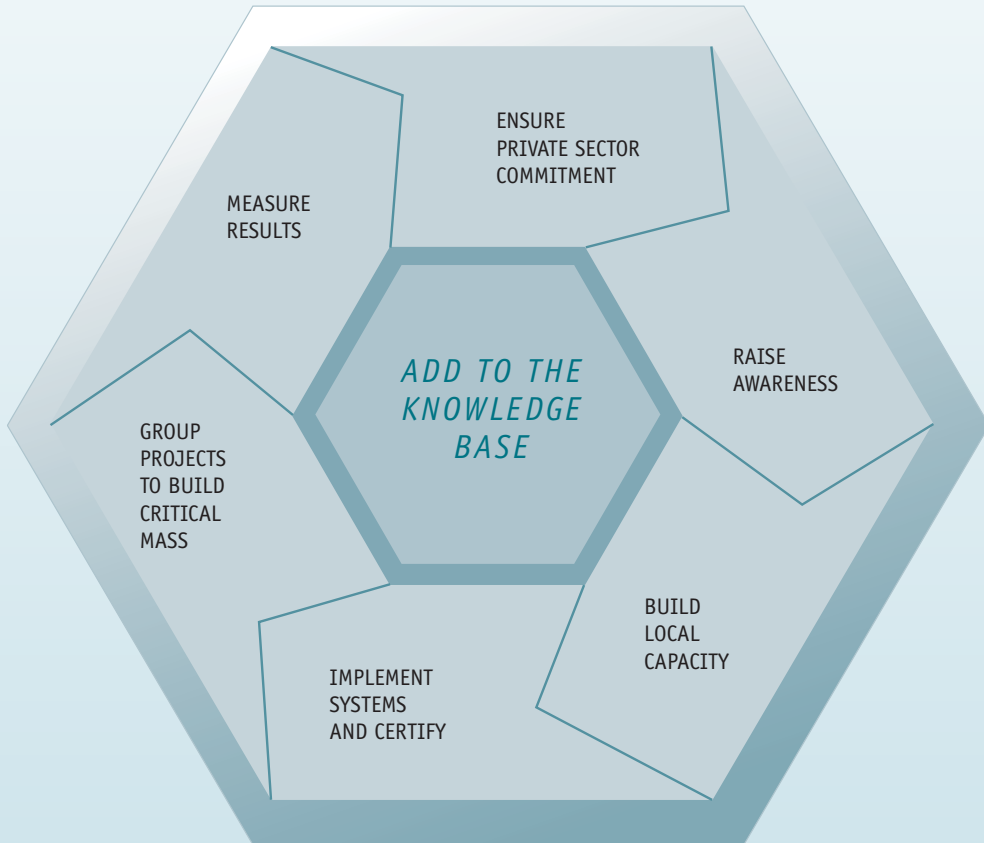 ENSURE
PRIVATE SECTOR
COMMITMENT
MEASURE
RESULTS
RAISE
AWARENESS
ADD TO THE
KNOWLEDGE
BASE
GROUP
PROJECTS
TO BUILD
CRITICAL
MASS
BUILD
LOCAL
CAPACITY
IMPLEMENT
SYSTEMS
AND CERTIFY